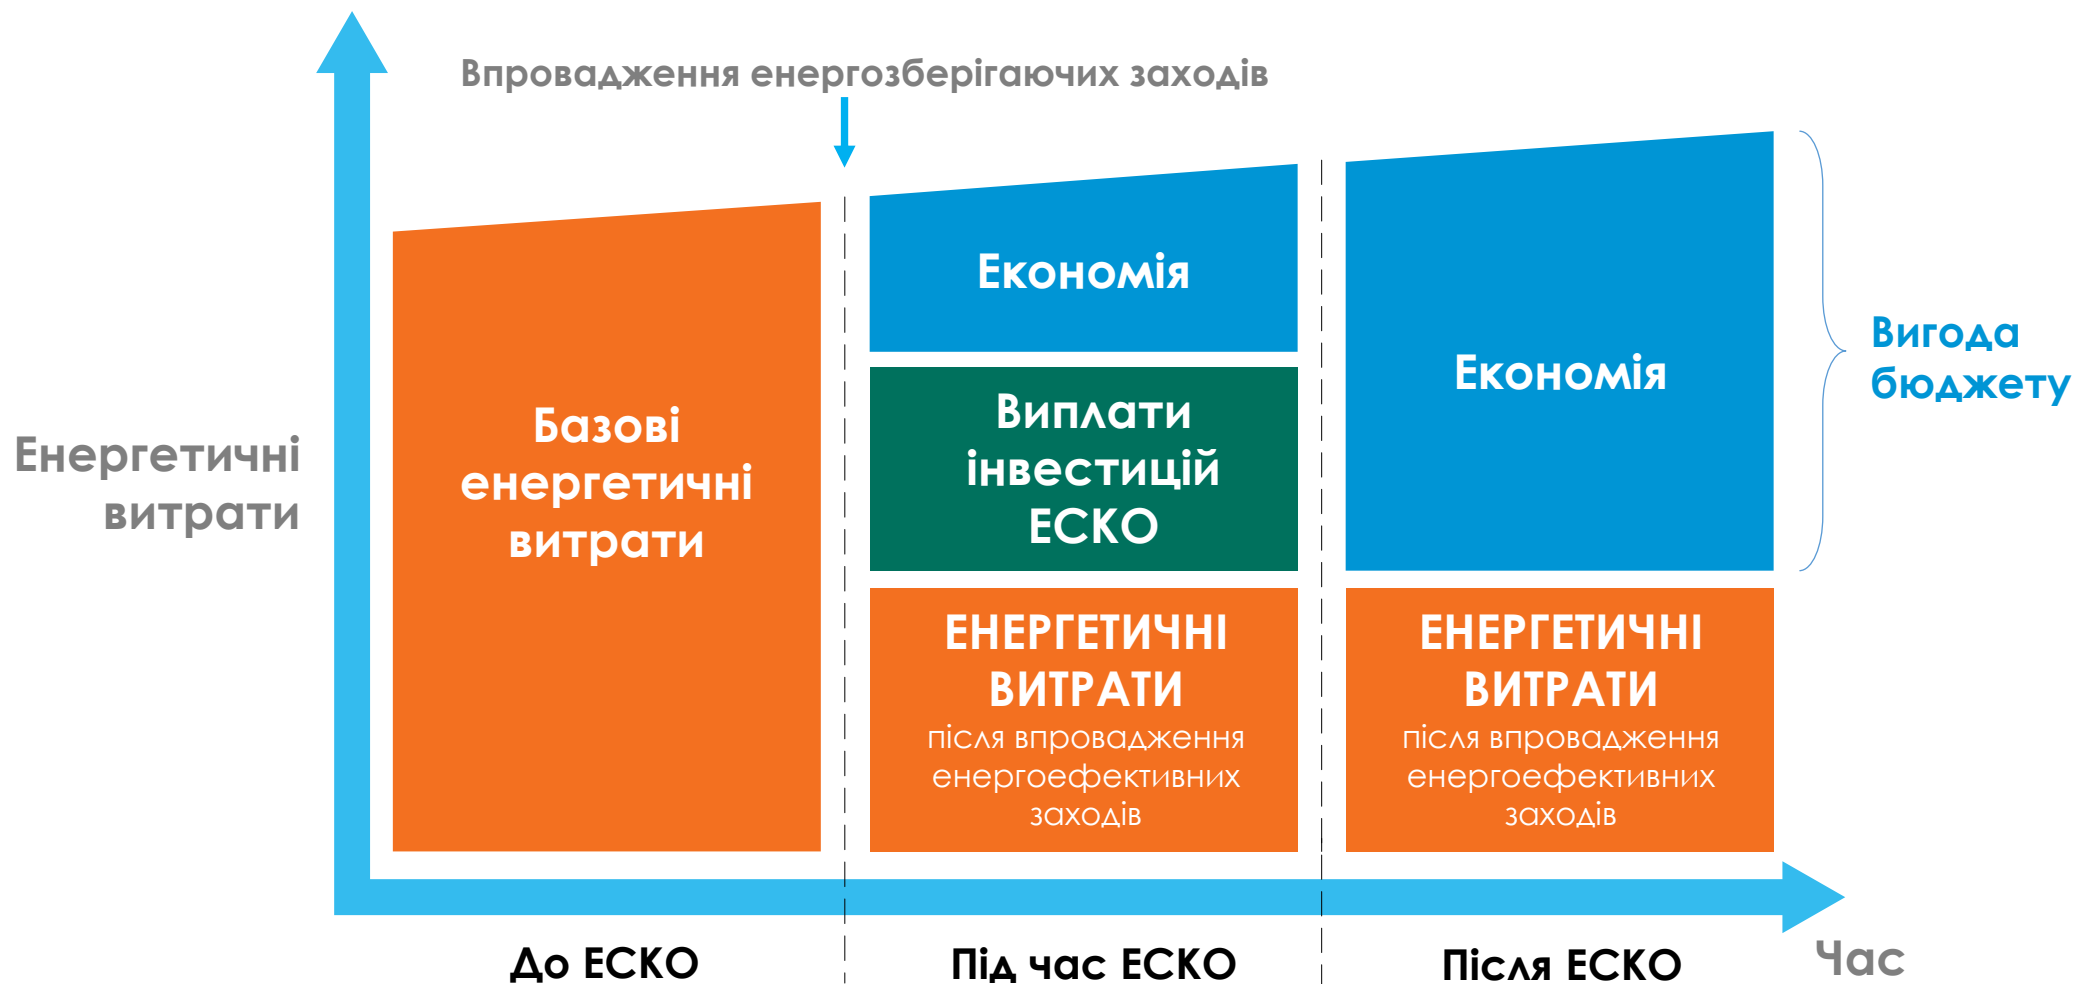 Впровадження енергозберігаючих заходів
Енергетичні
витрати
Базові
енергетичні
витрати
Економія
Виплати
інвестицій
ЕСКО
ЕНЕРГЕТИЧНІ
ВИТРАТИ
після впровадження
енергоефективних
заходів
Економія
ЕНЕРГЕТИЧНІ
ВИТРАТИ
після впровадження
енергоефективних
заходів
Вигода
бюджету
До ЕСКО
Під час ЕСКО
Після ЕСКО
Час